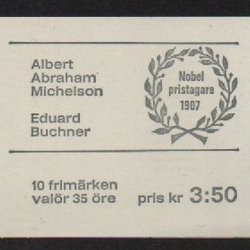 Albert
Abraham
Michelson
Eduard
Buchner
Nobel
pristagare
1907
10 frimärken
valör 35 öre
pris kr 3:50